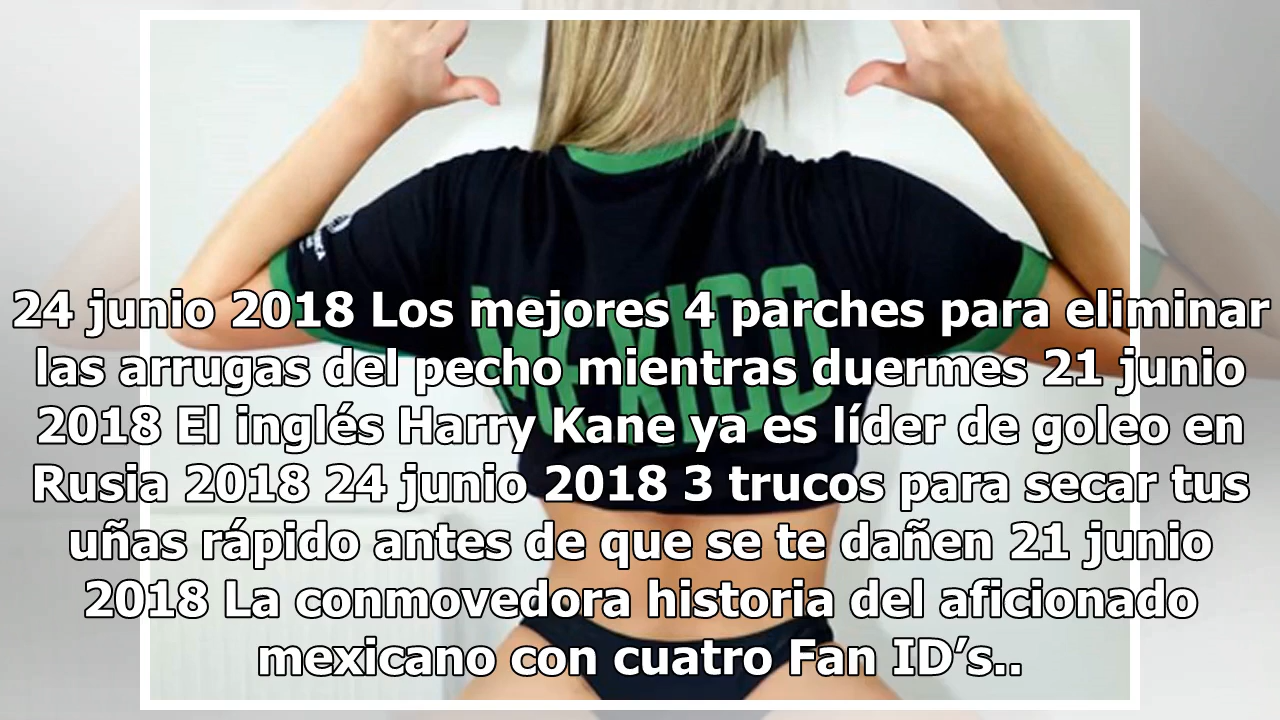 MEXICO
24 junio 2018 Los mejores 4 parches para eliminar
las arrugas del pecho mientras duermes 21 junio
2018 El inglés Harry Kane ya es líder de goleo en
Rusia 2018 24 junio 2018 3 trucos para secar tus
uñas rápido antes de que se te dañen 21 junio
2018 La conmovedora historia del aficionado
mexicano con cuatro Fan ID’s..